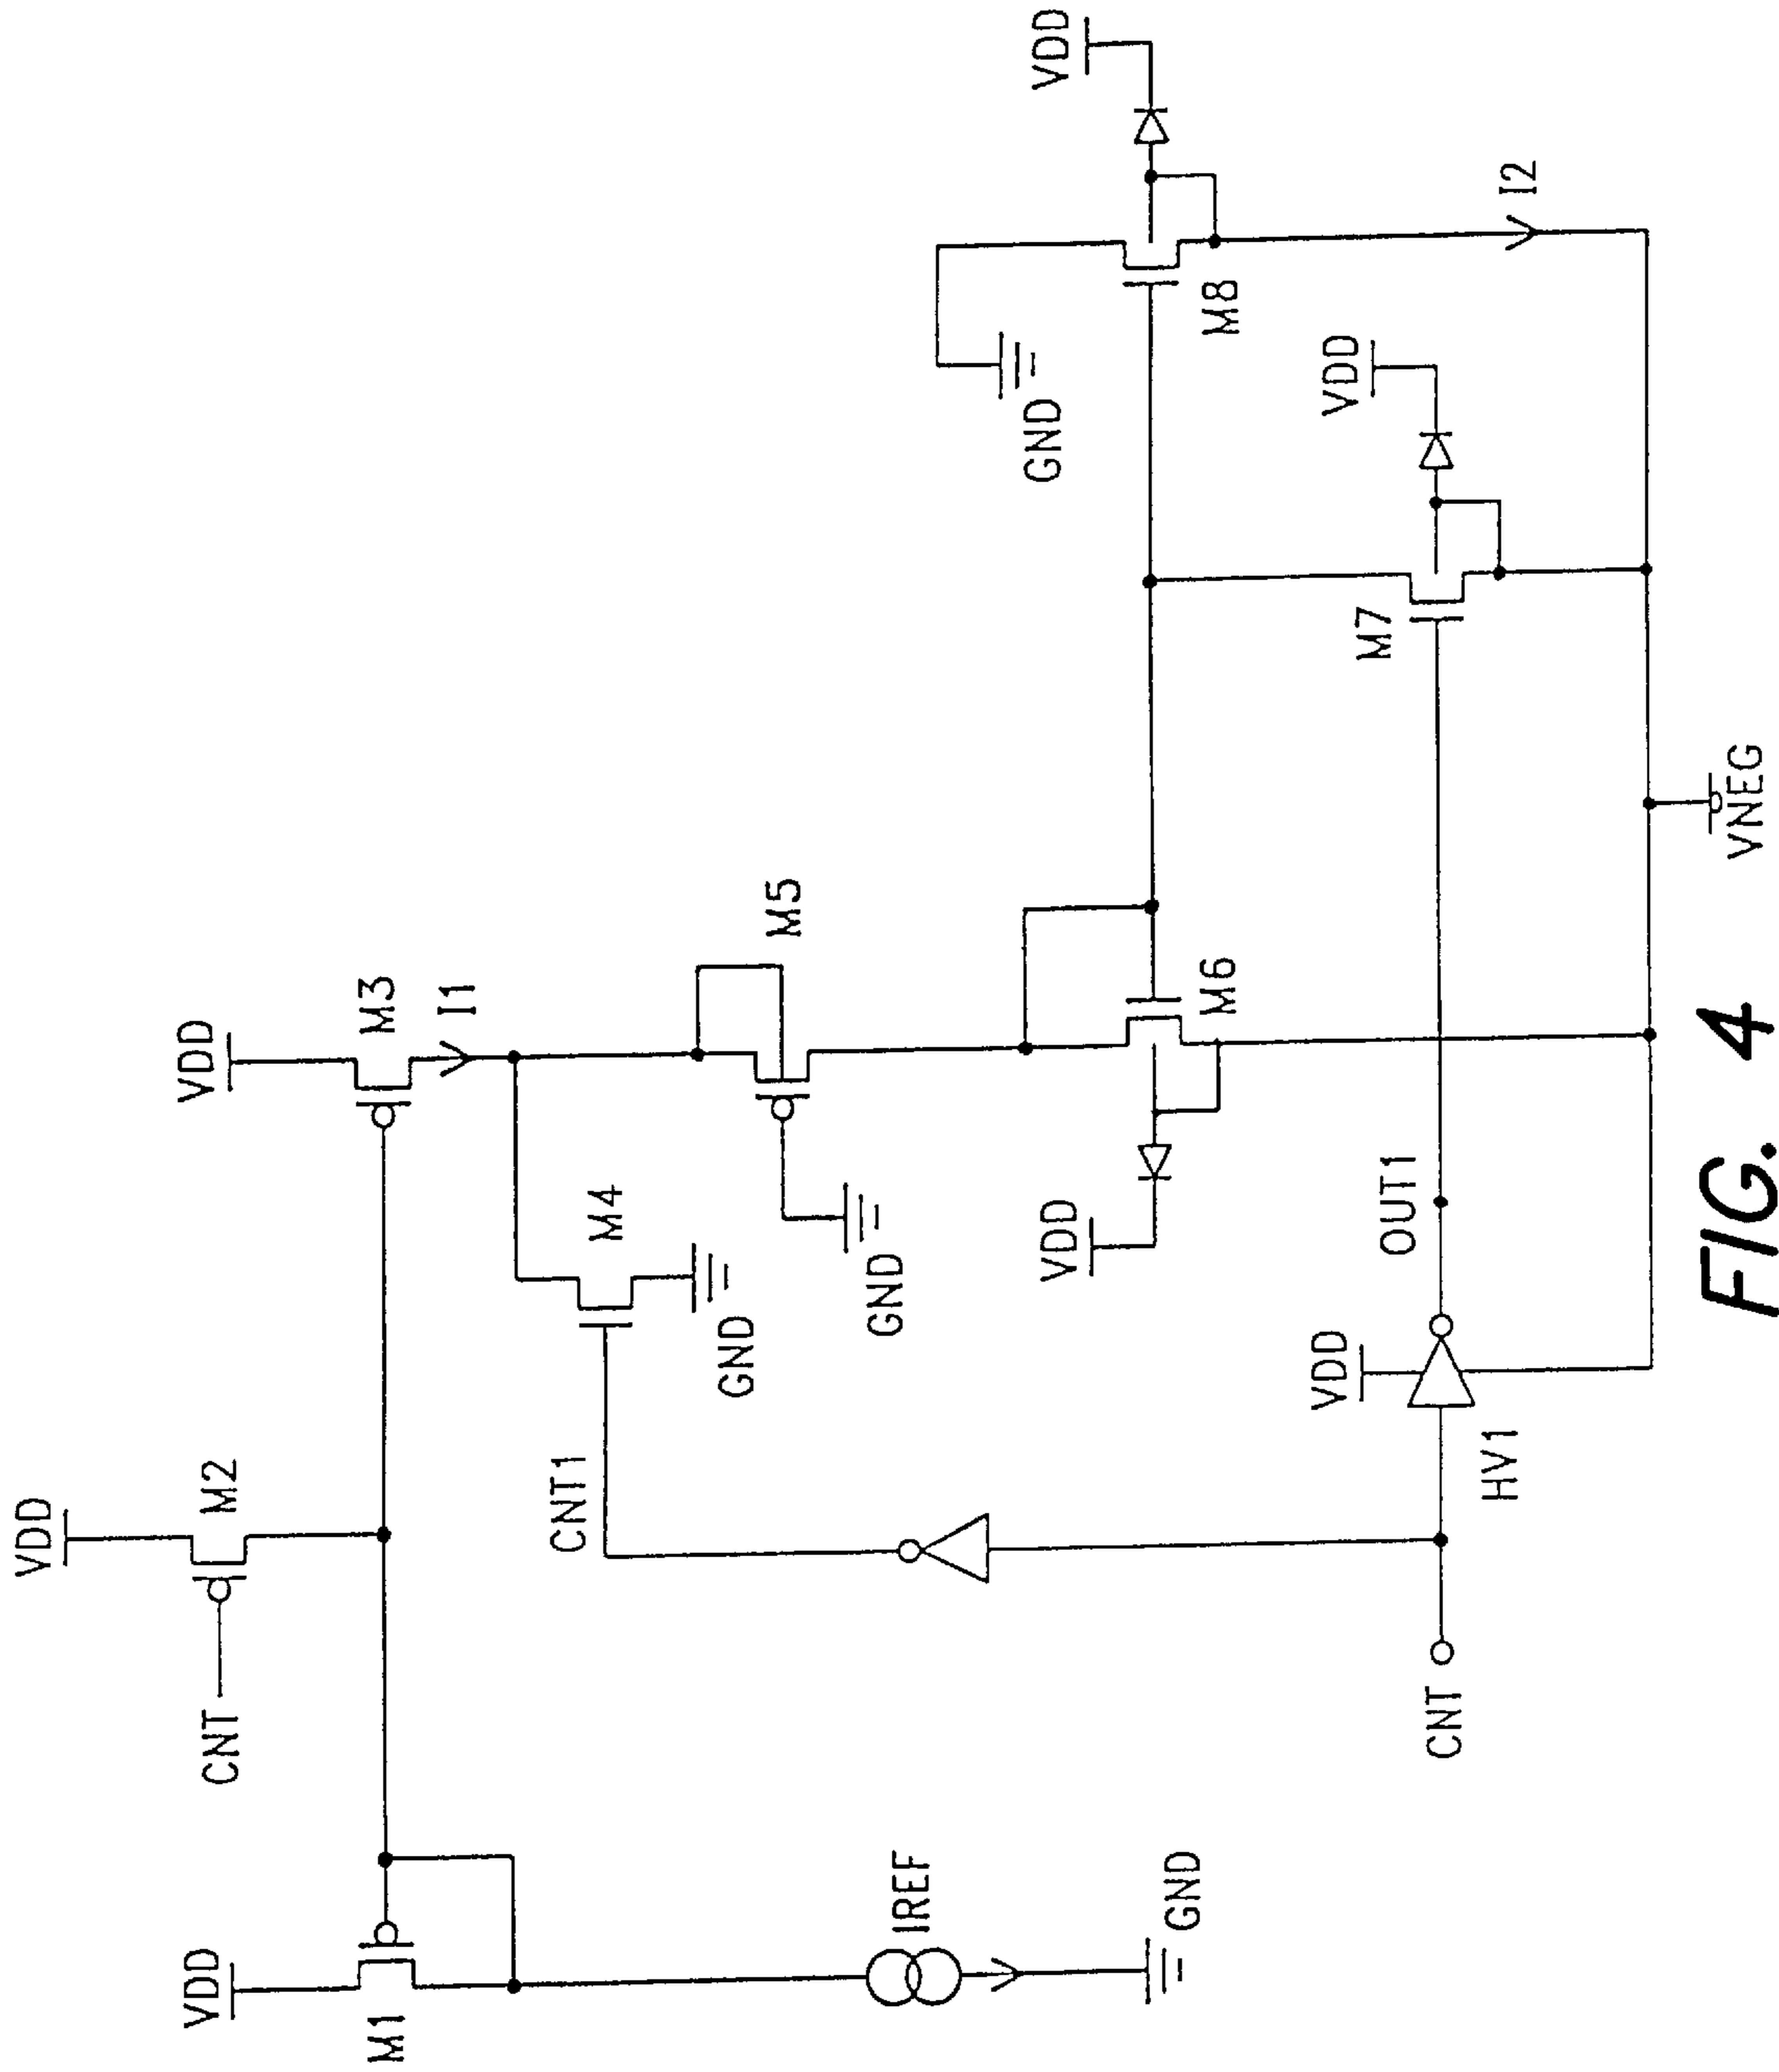 VDD
M1
IREF
GND
CNT
VDD
M2
VDD
M3
I1
CNT1
M4
GND
M5
GND
VDD
M6
CNT
HV1
VDD
OUT1
VNEG
M7
VDD
GND
M8
VDD
I2
FIG. 4